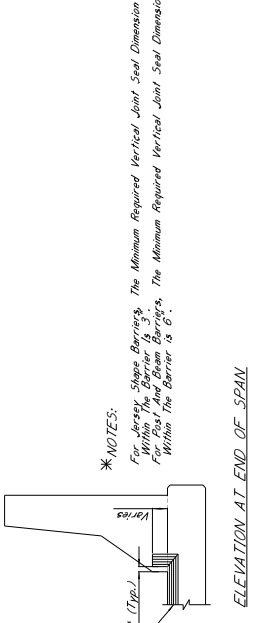 * NOTES:
For Jersey Shape Barriers, The Minimum Required Vertical Joint Seal Dimension
Within The Barrier Is 3".
For Post And Beam Barriers, The Minimum Required Vertical Joint Seal
Within The Barrier is 6".
Varies
(Typ.)
ELEVATION AT END OF SPAN